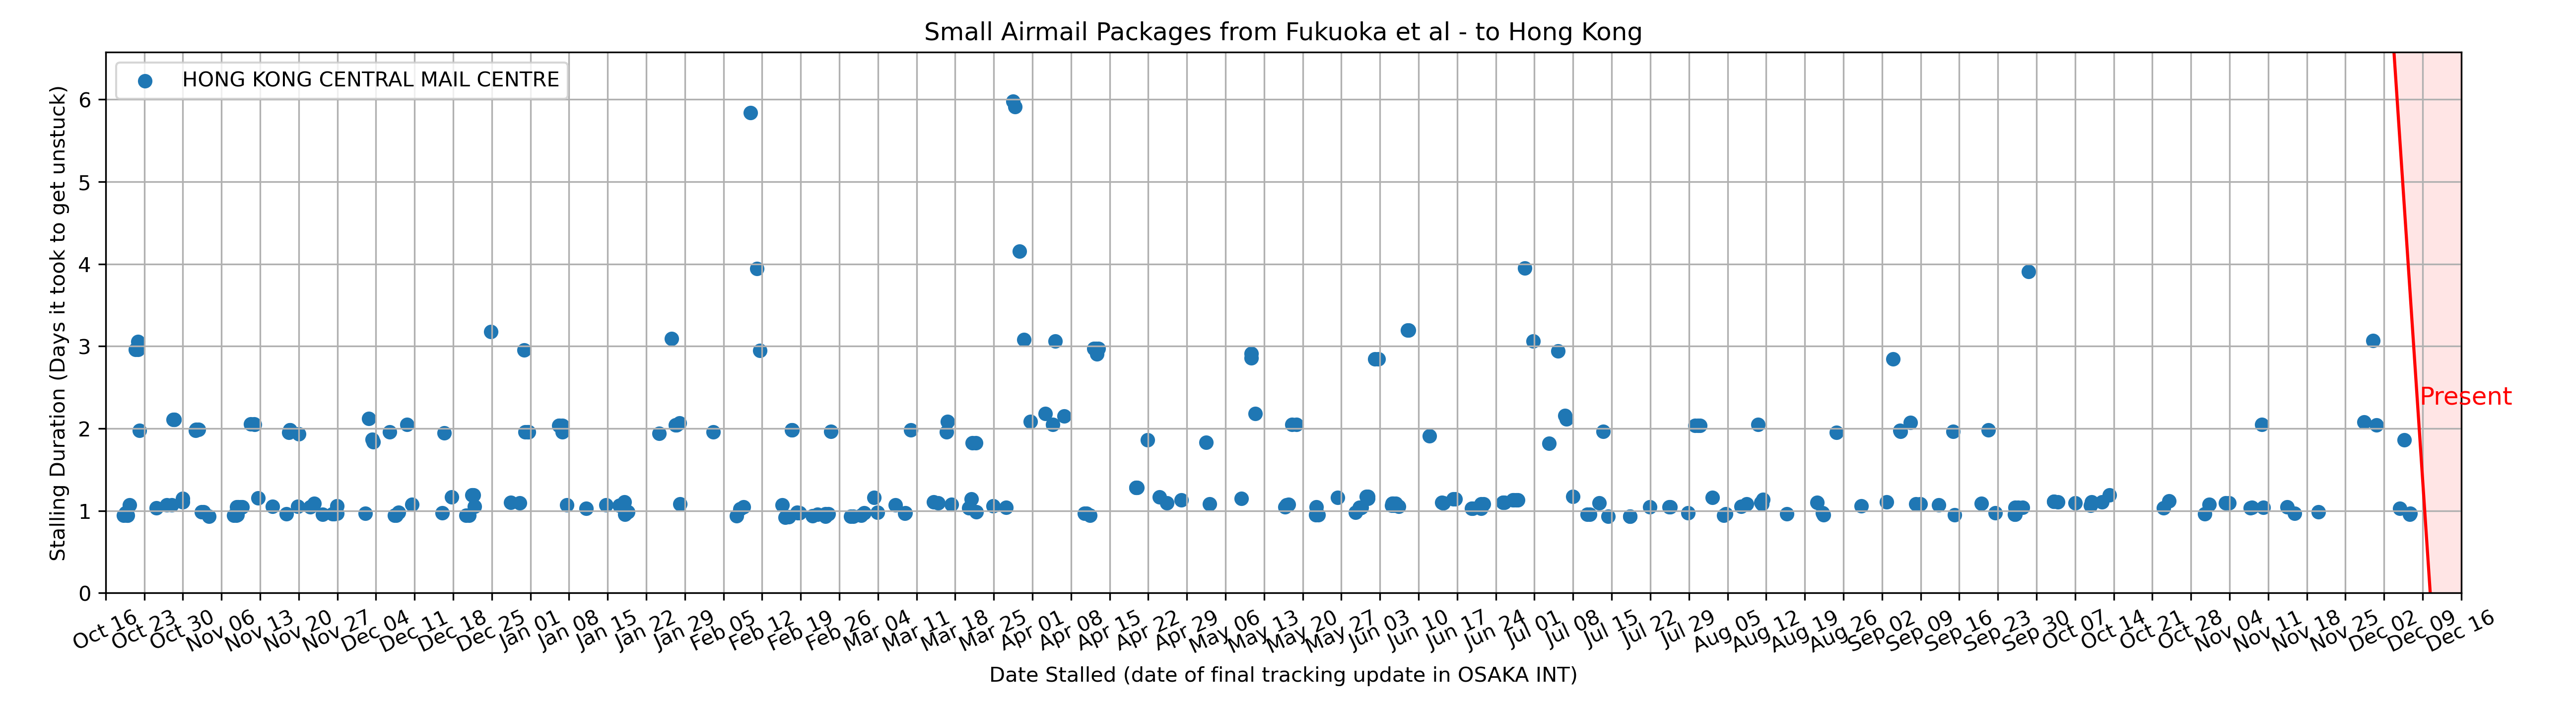 Small Airmail Packages from Fukuoka et al - to Hong Kong
HONG KONG CENTRAL MAIL CENTRE
Stalling Duration (Days it took to get unstuck)
6
5
4
3
2
1
0
Present
Oct 16
Oct 23
Oct 30
Nov 06
Nov 13
Nov 20
Nov 27
Dec 04
Dec 11
Dec 18
Dec 25
Jan 01
Jan 08
Jan 15
Jan 22
Jan 29
Feb 05
Feb 12
Feb 19
Feb 26
Mar 04
Mar 11
Mar 18
Mar 25
Apr 01
Apr 08
Apr 15
Apr 22
Apr 29
May 06
May 13
May 20
May 27
Jun 03
Jun 10
Jun 17
Jun 24
Jul 01
Jul 08
Jul 15
Jul 22
Jul 29
Aug 05
Aug 12
Aug 19
Aug 26
Sep 02
Sep 09
Sep 16
Sep 23
Sep 30
Oct 07
Oct 14
Oct 21
Oct 28
Nov 04
Nov 11
Nov 18
Nov 25
Dec 02
Dec 09
Dec 16
Date Stalled (date of final tracking update in OSAKA INT)